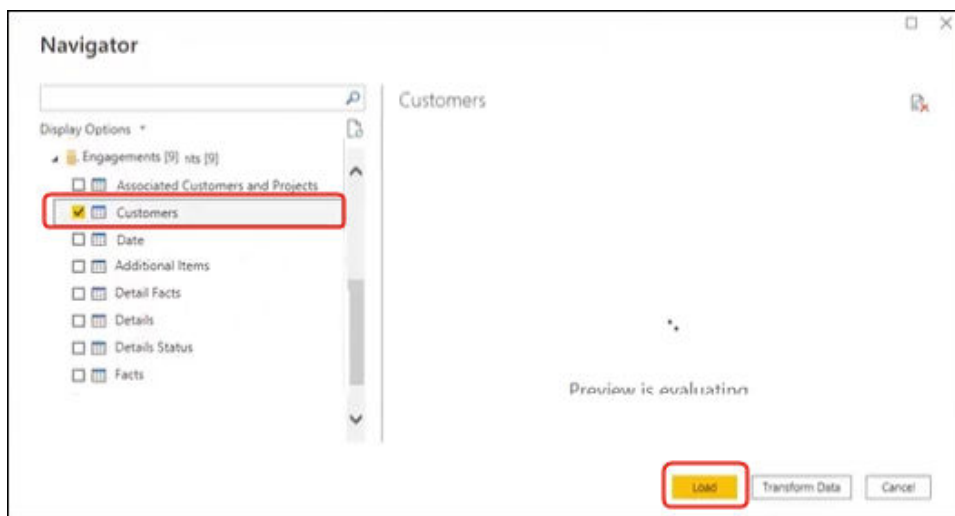 Navigator
Display Options
Engagements [9] nts [9]
Associated Customers and Projects
Customers
Date
Additional Items
Detail Facts
Details
Details Status
Facts
Customers
Preview is evaluating
Load
Transform Data
Cancel